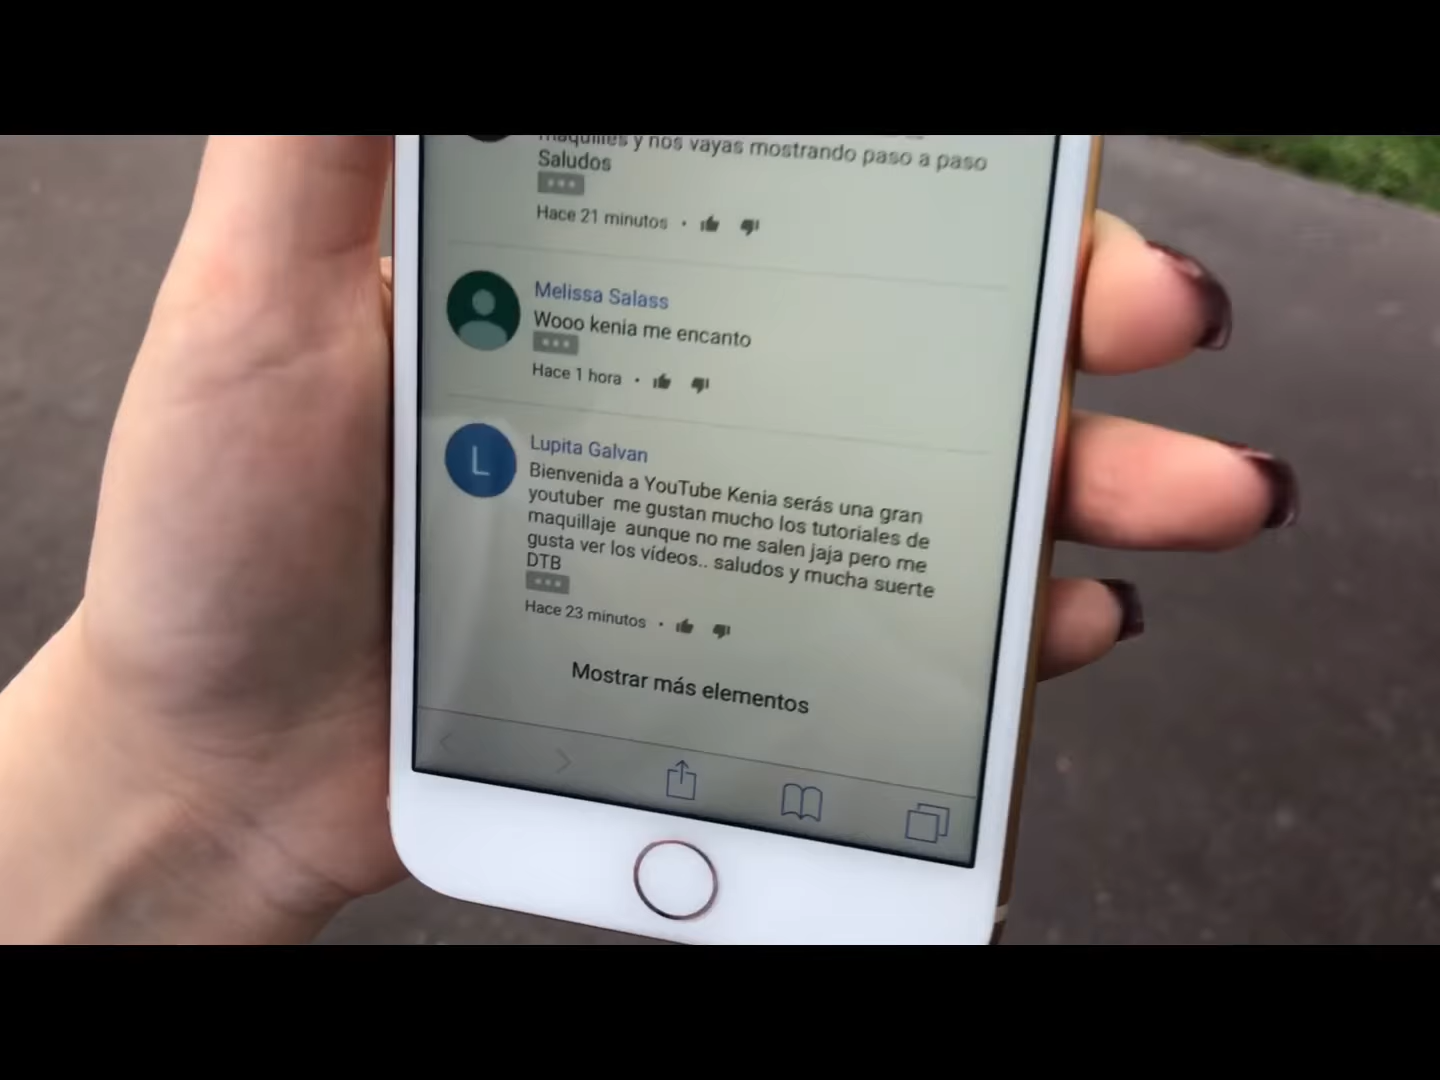 maquilles y nos vayas mostrando paso a paso
Saludos
Hace 21 minutos •
Melissa Salass
Wooo kenia me encanto
Hace 1 hora •
L
Lupita Galvan
Bienvenida a YouTube Kenia serás una gran
youtuber me gustan mucho los tutoriales de
maquillaje aunque no me salen jaja pero me
gusta ver los vídeos.. saludos y mucha suerte
DTB
Hace 23 minutos •
Mostrar más elementos